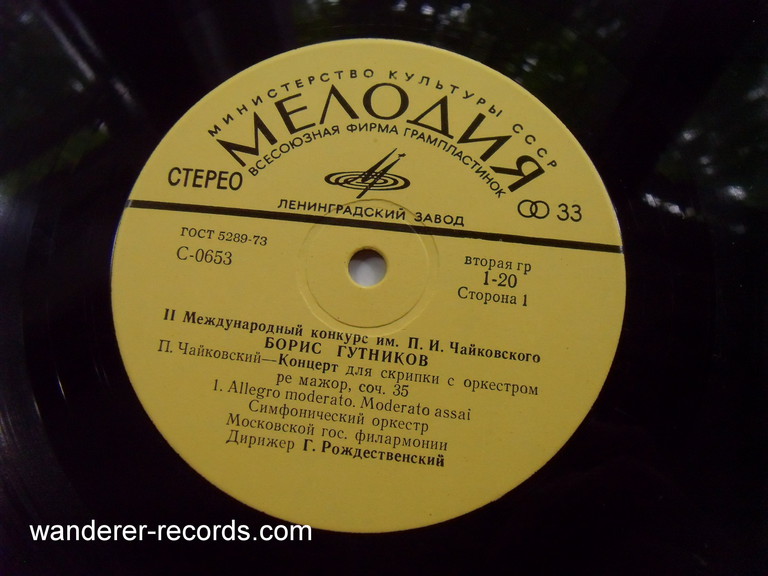 МИНИСТЕРСТВО КУЛЬТУРЫ СССР
МЕЛОДИЯ
ВСЕСОЮЗНАЯ ФИРМА ГРАМПЛАСТИНОК
СТЕРЕО
33
ЛЕНИНГРАДСКИЙ ЗАВОД
ГОСТ 5289-73
С-0653
вторая гр
1-20
Сторона 1
II Международный конкурс им. П. И. Чайковского
БОРИС ГУТНИКОВ
П. Чайковский—Концерт для скрипки с оркестром
ре мажор, соч. 35
1. Allegro moderato. Moderato assai
Симфонический оркестр
Московской гос. филармонии
Дирижер Г. Рождественский
wanderer-records.com